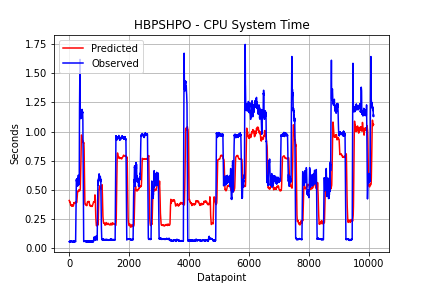 HBPSHPO - CPU System Time
Predicted
Observed
Seconds
1.75
1.50
1.25
1.00
0.75
0.50
0.25
0.00
0 2000 4000 6000 8000 10000
Datapoint